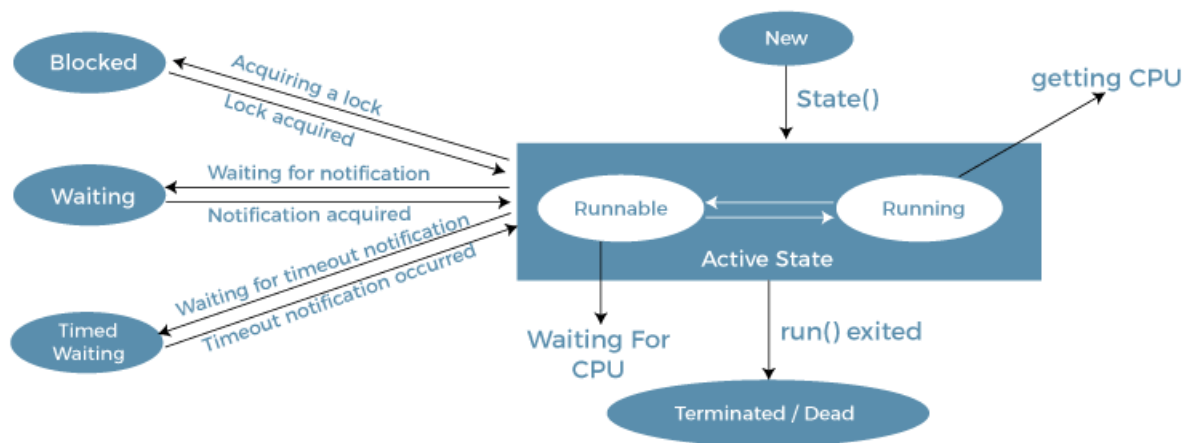 New
Blocked
Acquiring a lock
Lock acquired
State()
getting CPU
Waiting
Waiting for notification
Notification acquired
Runnable
Running
Active State
Waiting for timeout notification
Timeout notification occurred
Timed
Waiting
Waiting For
CPU
run() exited
Terminated / Dead